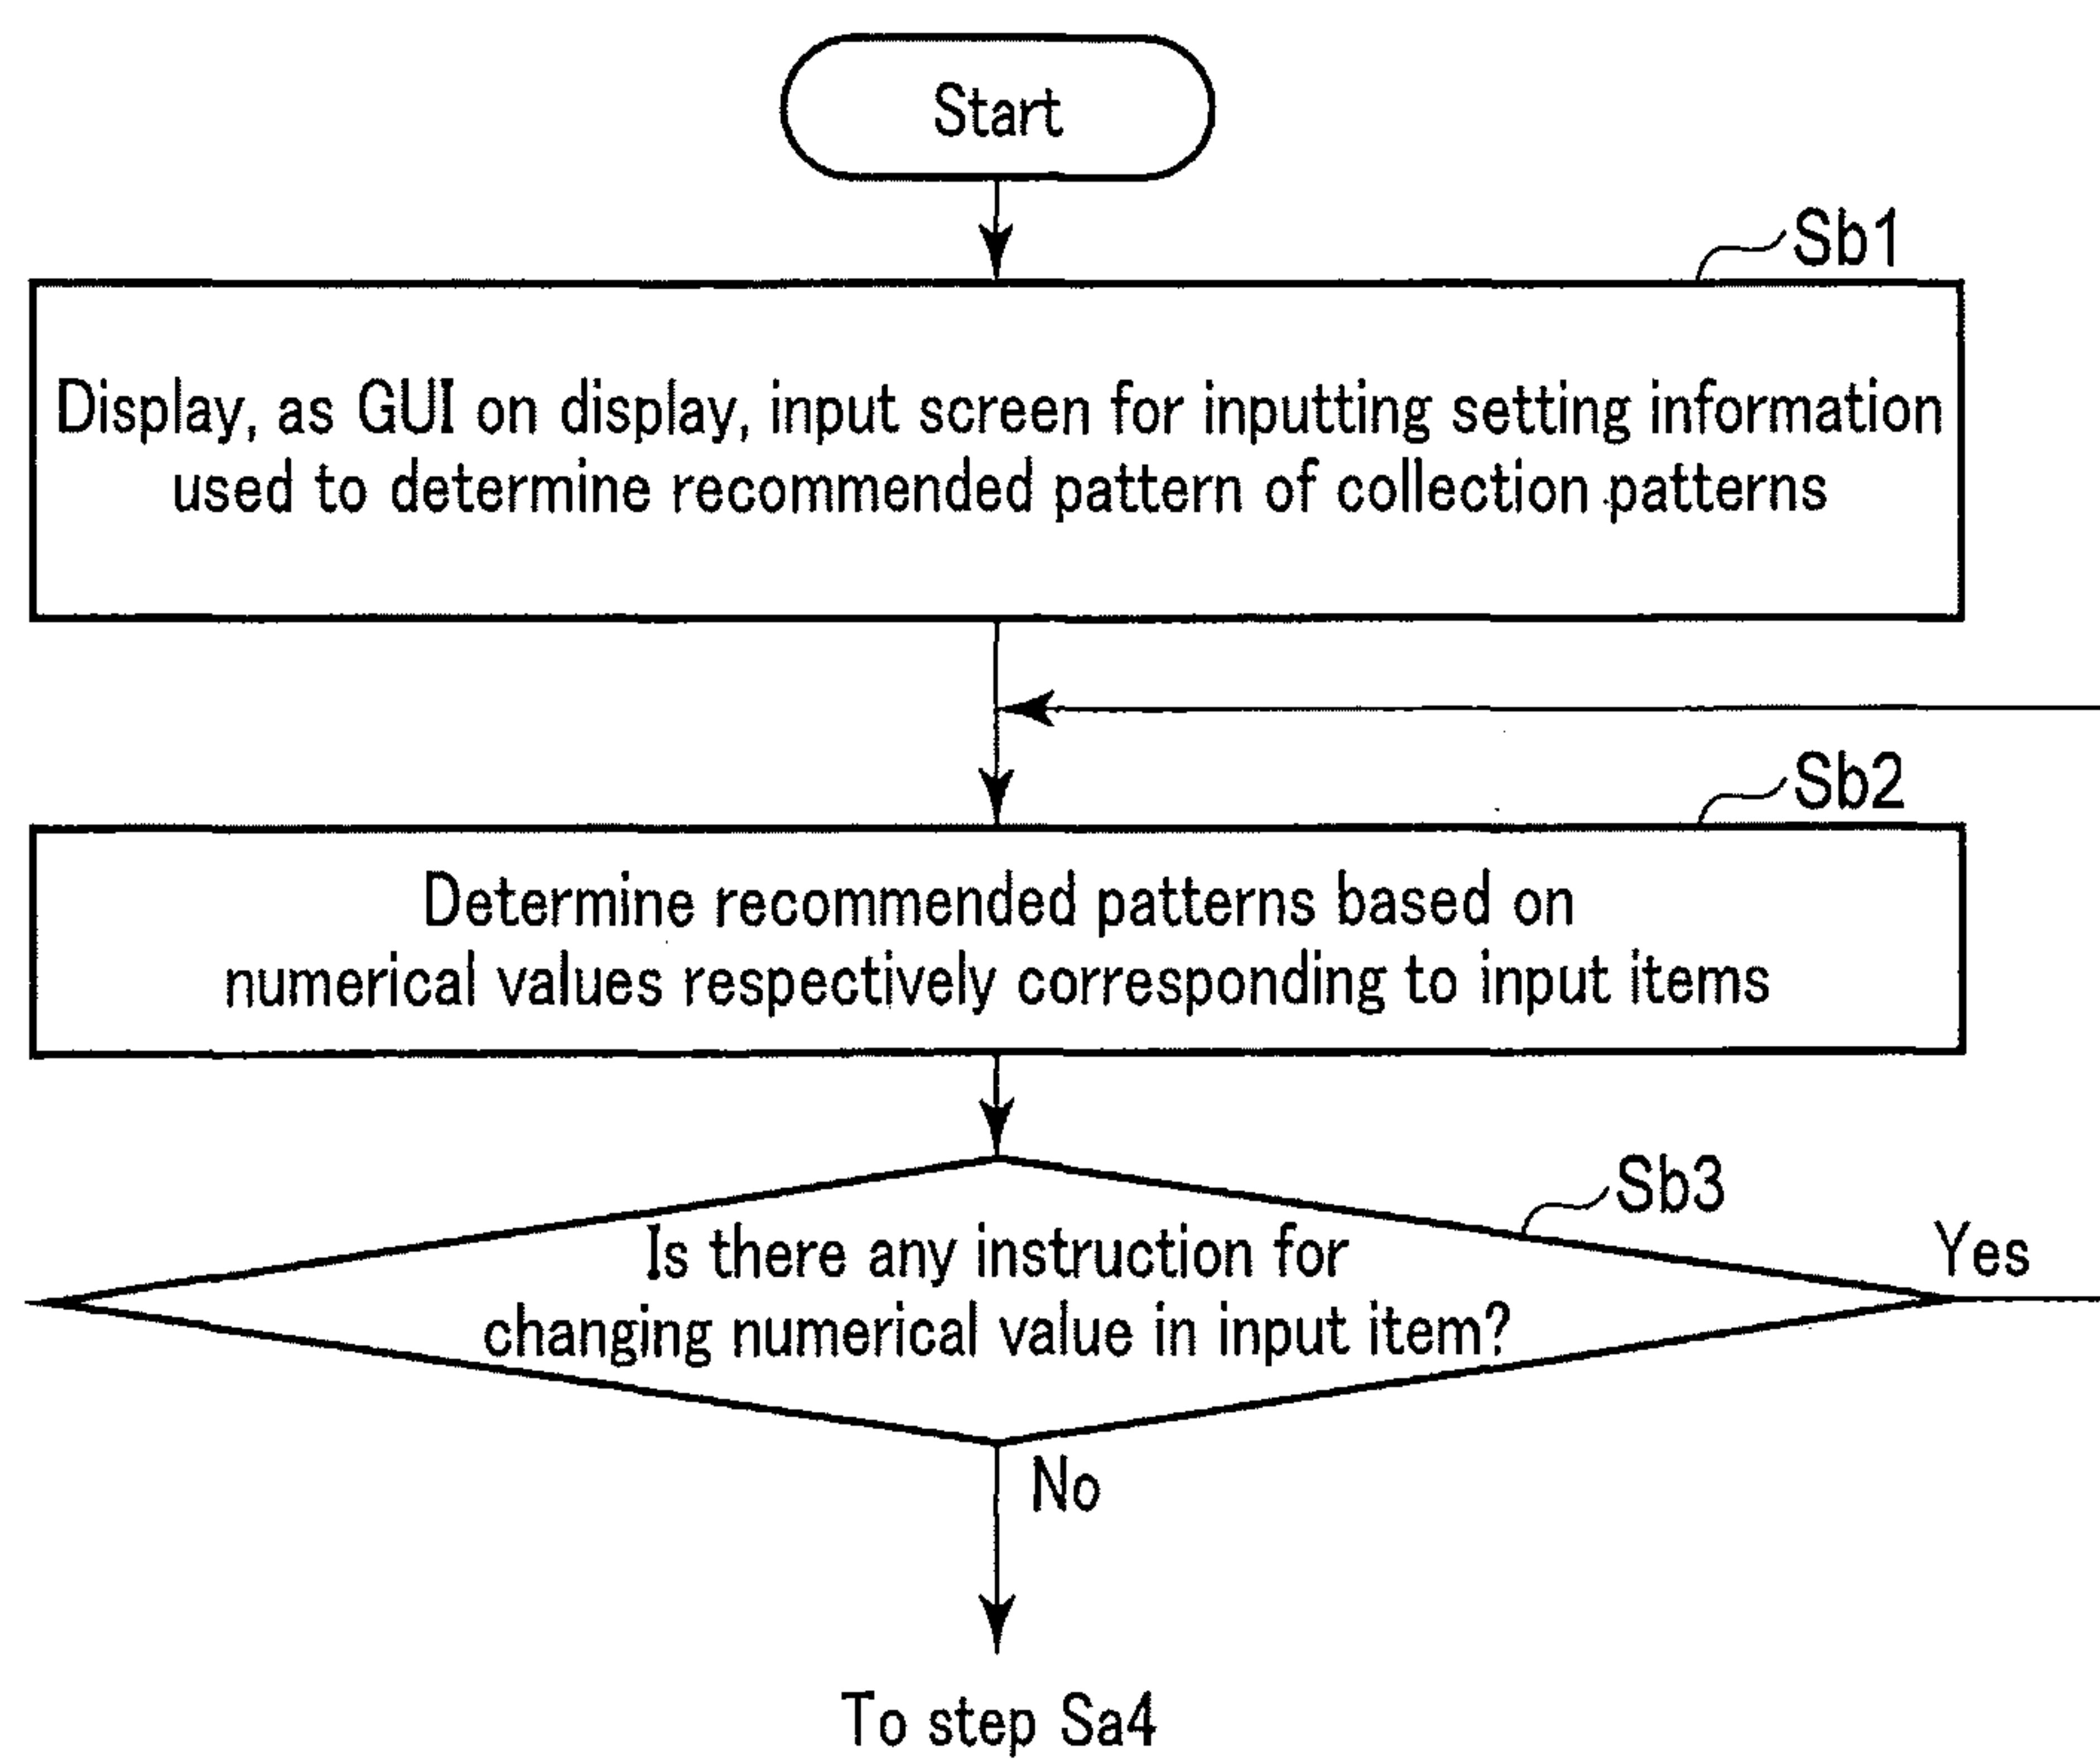 Start
Sb1
Display, as GUI on display, input screen for inputting setting information
used to determine recommended pattern of collection patterns
Sb2
Determine recommended patterns based on
numerical values respectively corresponding to input items
Sb3
Is there any instruction for
changing numerical value in input item?
Yes
No
To step Sa4